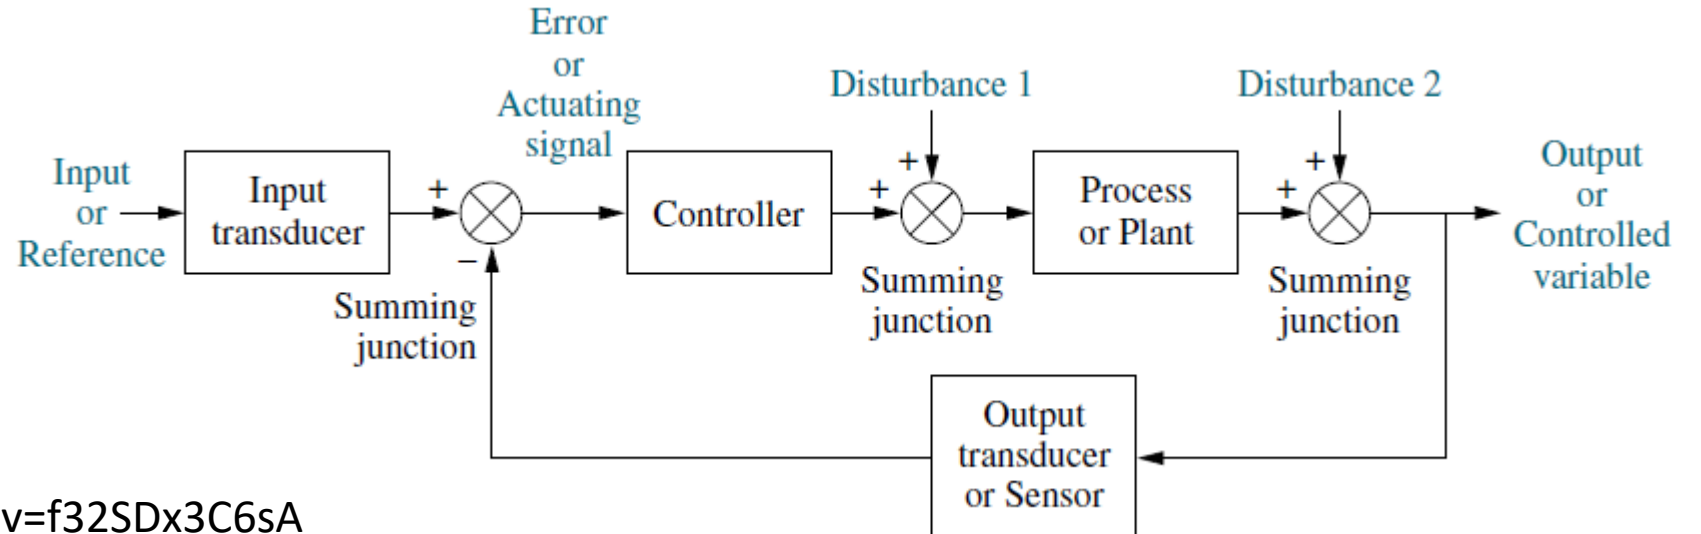 Error
or
Actuating
signal
Disturbance 1
Disturbance 2
Input
or
Reference
Input
transducer
+
−
Summing
junction
Controller
+
+
Summing
junction
Process
or Plant
+
+
Summing
junction
Output
or
Controlled
variable
Output
transducer
or Sensor
v=f32SDx3C6sA